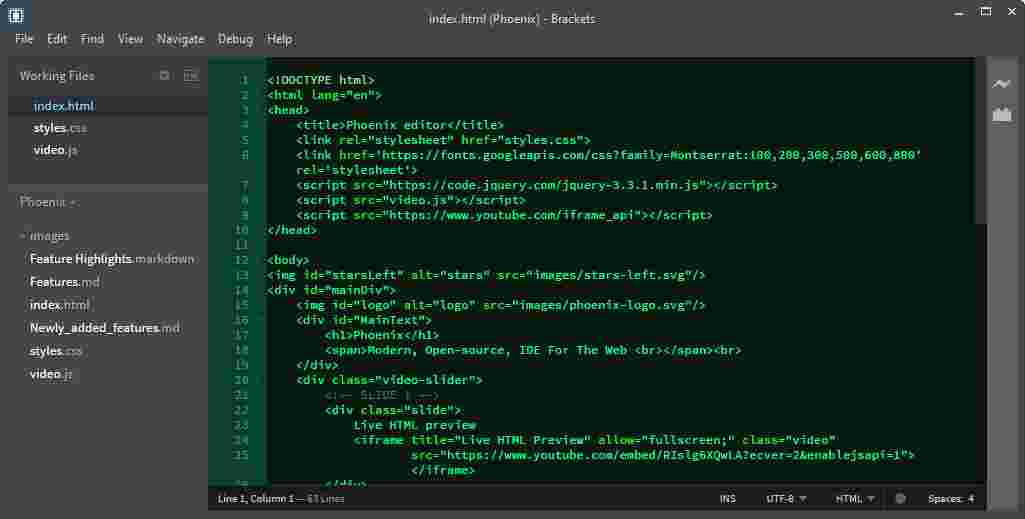 index.html (Phoenix) - Brackets
File Edit Find View Navigate Debug Help
Working Files
index.html
styles.css
video.js
Phoenix
images
Feature Highlights.markdown
Features.md
index.html
Newly_added_features.md
styles.css
video.js
1 <!DOCTYPE html>
2 <html lang="en">
3 <head>
4 <title>Phoenix editor</title>
5 <link rel="stylesheet" href="styles.css">
6 <link href='https://fonts.googleapis.com/css?family=Montserrat:100,200,300,500,600,800'
rel='stylesheet'>
7 <script src="https://code.jquery.com/jquery-3.3.1.min.js"></script>
8 <script src="video.js"></script>
9 <script src="https://www.youtube.com/iframe_api"></script>
10 </head>
11
12 <body>
13 <img id="starsLeft" alt="stars" src="images/stars-left.svg"/>
14 <div id="mainDiv">
15 <img id="logo" alt="logo" src="images/phoenix-logo.svg"/>
16 <div id="MainText">
17 <h1>Phoenix</h1>
18 <span>Modern, Open-source, IDE For The Web <br></span><br>
19 </div>
20 <div class="video-slider">
21 <!-- SLIDE 1 -->
22 <div class="slide">
23 Live HTML preview
24 <iframe title="Live HTML Preview" allow="fullscreen;" class="video"
25 src="https://www.youtube.com/embed/RIslg6XQwLA?ecver=2&enablejsapi=1">
</iframe>
26 </div>
Line 1, Column 1 — 63 Lines INS UTF-8 HTML Spaces: 4